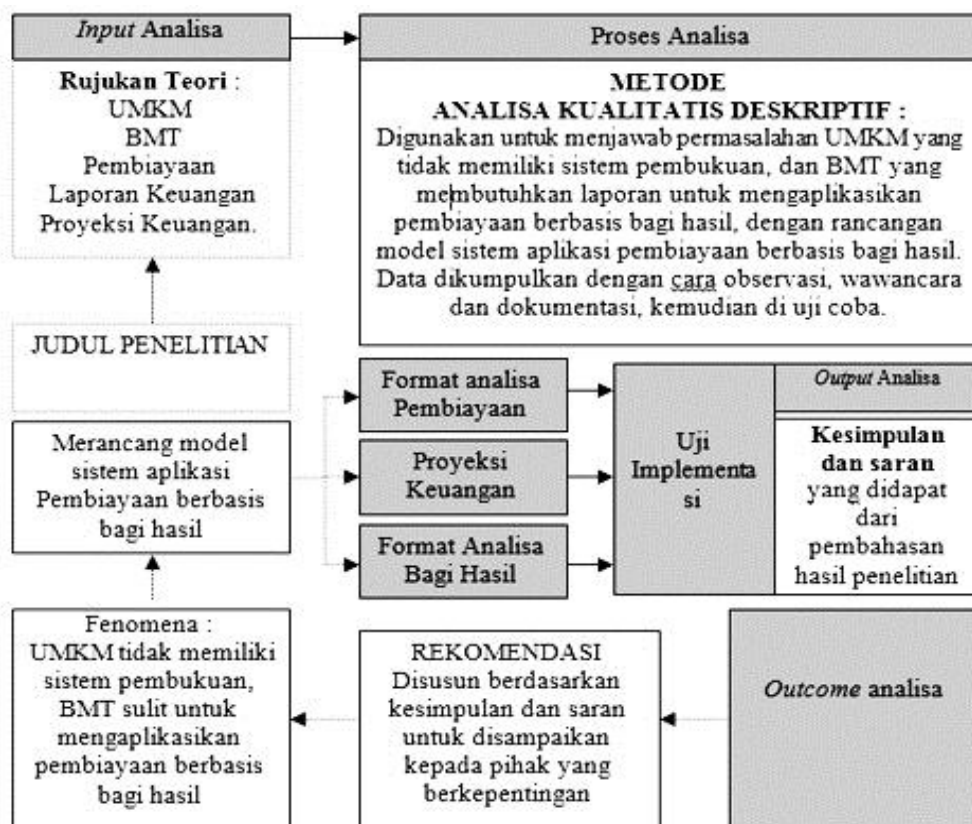 Input Analisa
Proses Analisa
Rujukan Teori :
UMKM
BMT
Pembiayaan
Laporan Keuangan
Proyeksi Keuangan.
METODE
ANALISA KUALITATIS DESKRIPTIF :
Digunakan untuk menjawab permasalahan UMKM yang
tidak memiliki sistem pembukuan, dan BMT yang
membutuhkan laporan untuk mengaplikasikan
pembiayaan berbasis bagi hasil, dengan rancangan
model sistem aplikasi pembiayaan berbasis bagi hasil.
Data dikumpulkan dengan cara observasi, wawancara
dan dokumentasi, kemudian di uji coba.
JUDUL PENELITIAN
Merancang model
sistem aplikasi
Pembiayaan berbasis
bagi hasil
Format analisa
Pembiayaan
Proyeksi
Keuangan
Format Analisa
Bagi Hasil
Uji
Implementa
si
Output Analisa
Kesimpulan
dan saran
yang didapat
dari
pembahasan
hasil penelitian
Fenomena :
UMKM tidak memiliki
sistem pembukuan,
BMT sulit untuk
mengaplikasikan
pembiayaan berbasis
bagi hasil
REKOMENDASI
Disusun berdasarkan
kesimpulan dan saran
untuk disampaikan
kepada pihak yang
berkepentingan
Outcome analisa